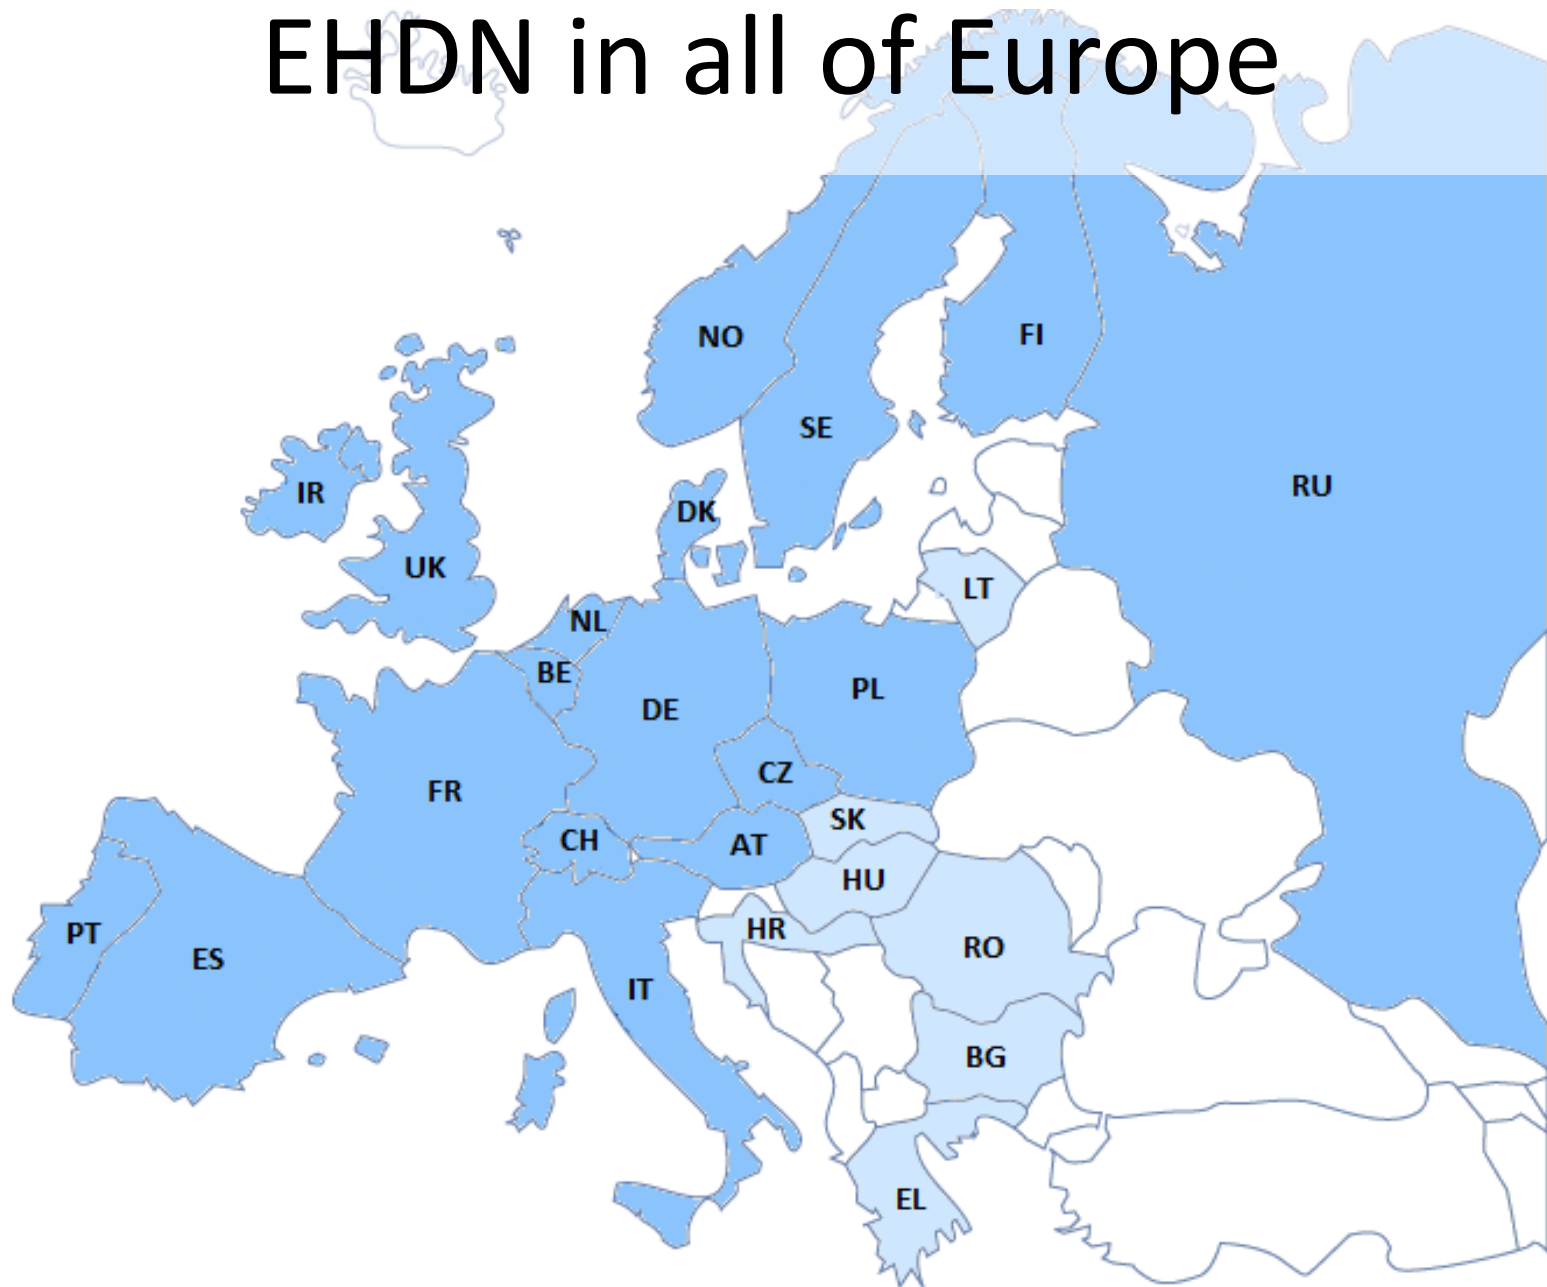 EHDN in all of Europe
NO
FI
SE
RU
IR
DK
UK
LT
NL
BE
PL
DE
CZ
FR
SK
CH
AT
HU
HR
PT
RO
ES
IT
BG
EL